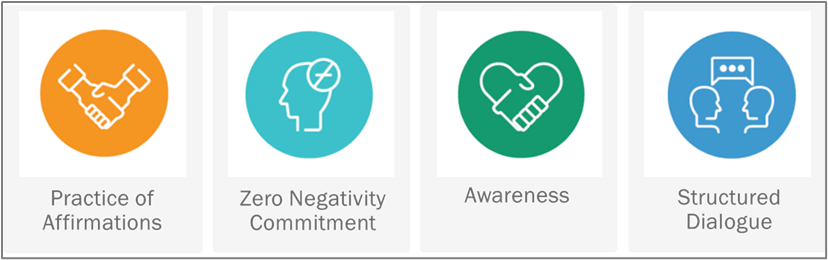 Practice of
Affirmations
Zero Negativity
Commitment
Awareness
Structured
Dialogue